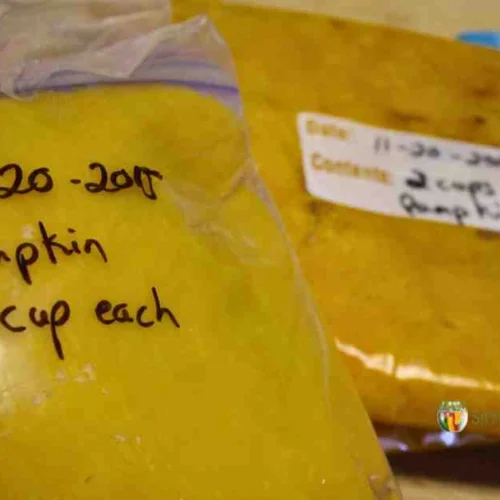 20-2015
mpkin
cup each
Date: 11-20-20
Contents: 2 cups
Pumpki